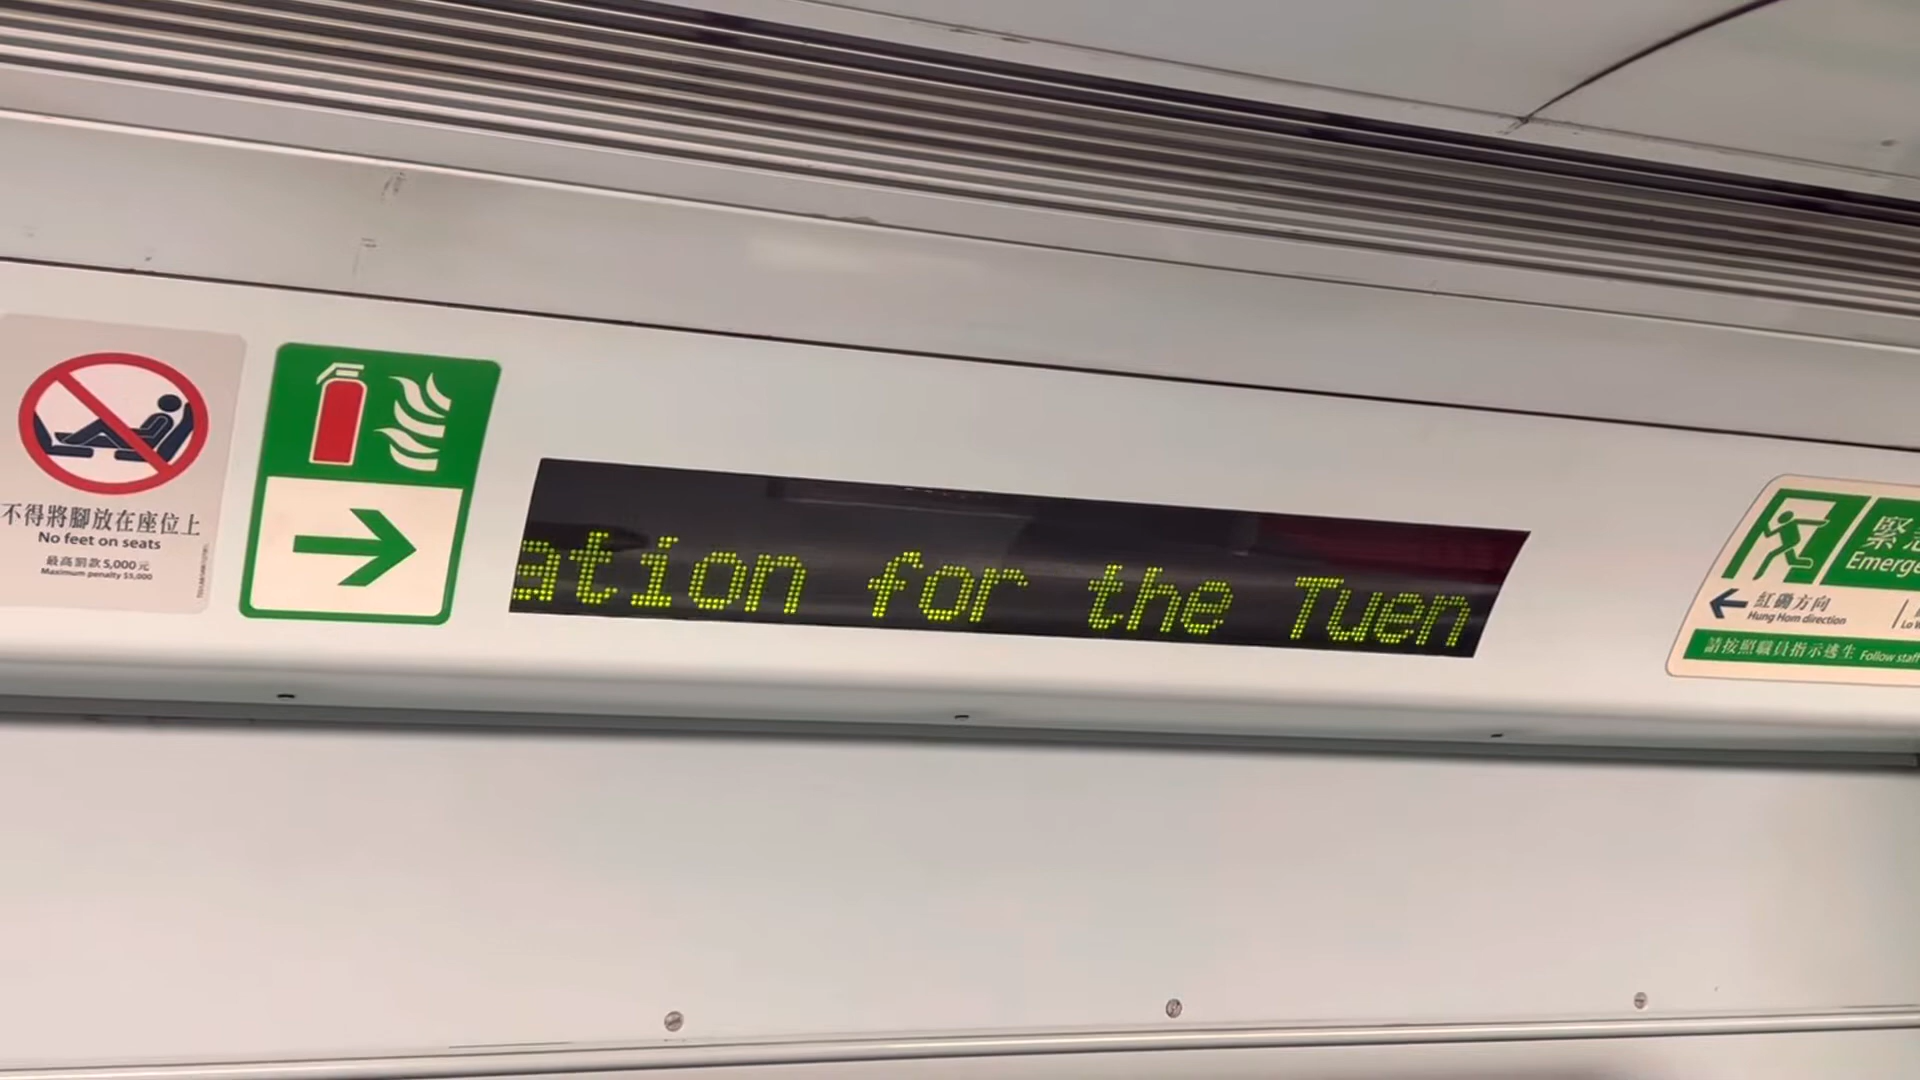 不得將腳放在座位上
No feet on seats
最高罰款 5,000 元
Maximum penalty $5,000
ation for the Tuen
Emerge
紅磡方向
Hung Hom direction
請按照職員指示逃生 Follow staff